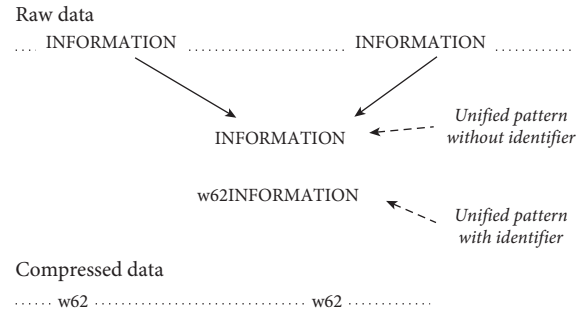 Raw data
...... INFORMATION ............................ INFORMATION ....................
INFORMATION
Unified pattern
without identifier
w62INFORMATION
Unified pattern
with identifier
Compressed data
...... w62 ........................................ w62 ....................